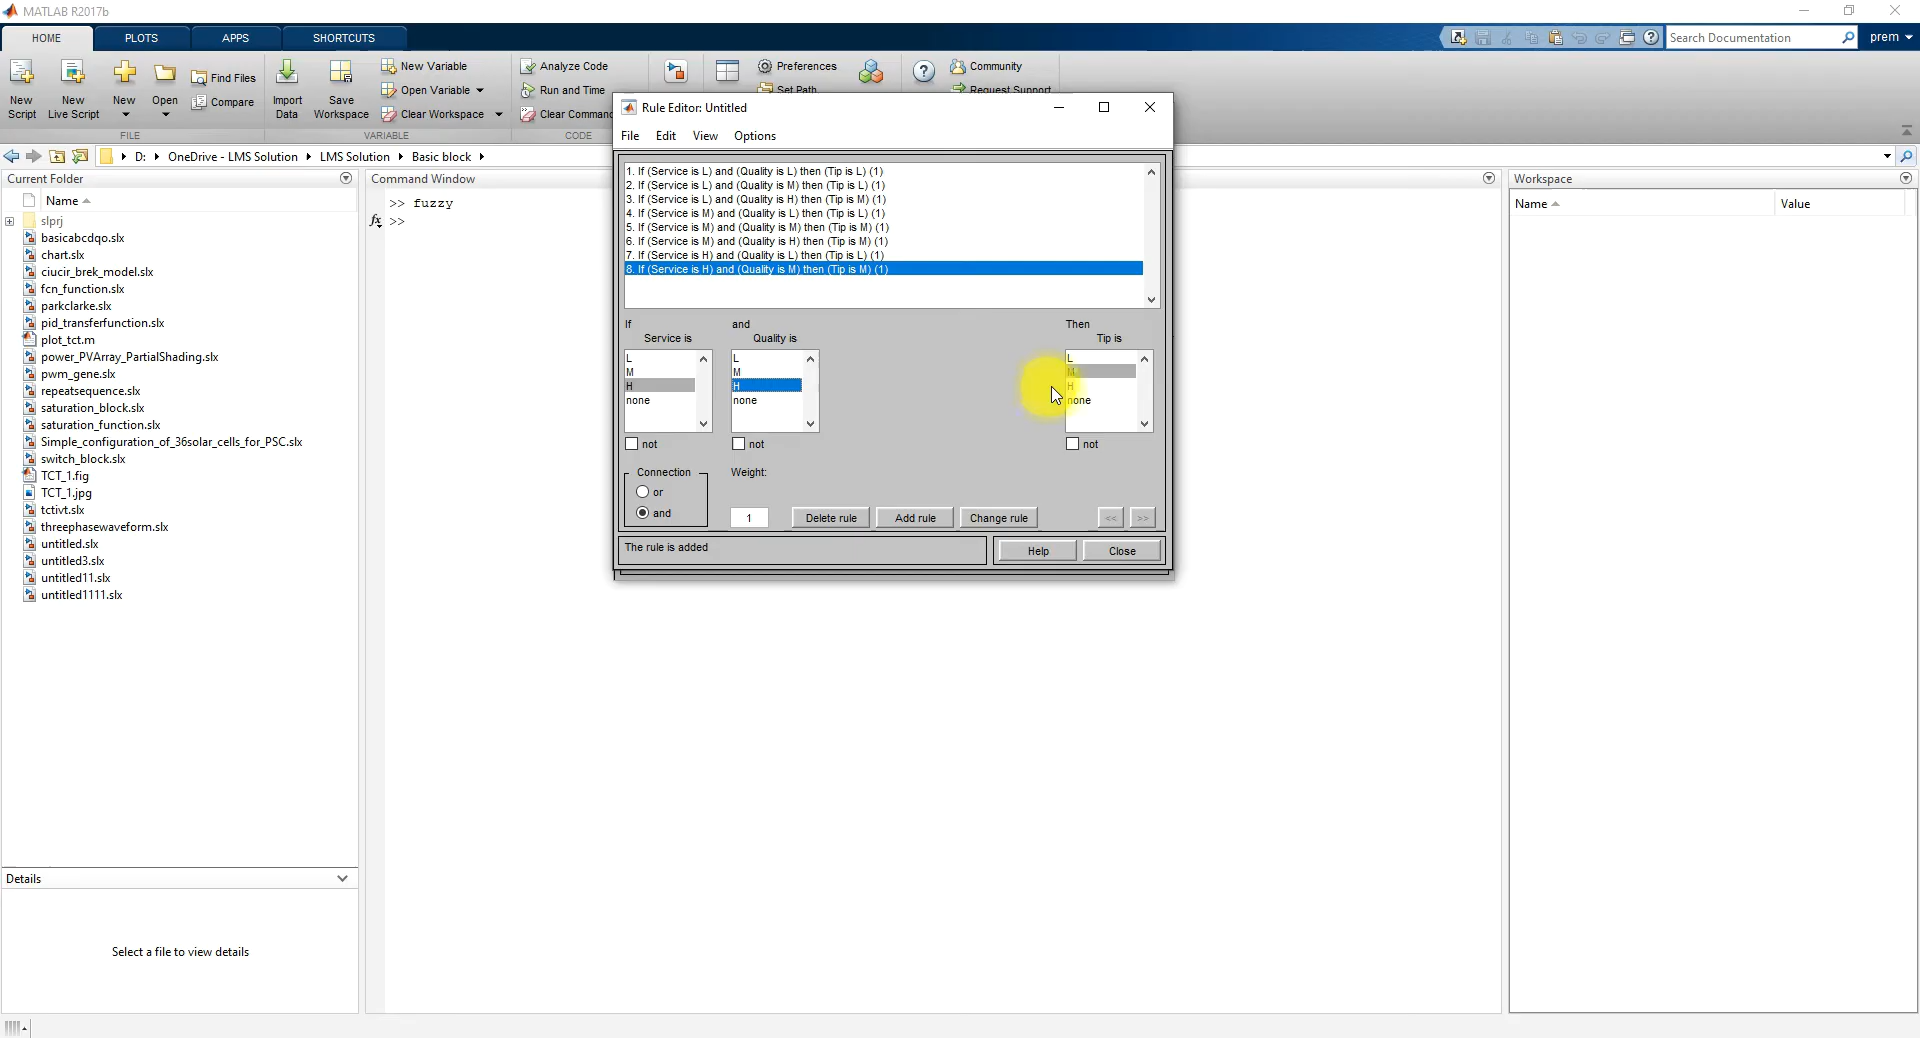 MATLAB R2017b
HOME
PLOTS
APPS
SHORTCUTS
Search Documentation
prem
New Script
New Live Script
New
Open
Find Files
Compare
Import Data
Save Workspace
New Variable
Open Variable
Clear Workspace
Analyze Code
Run and Time
Preferences
Community
FILE
VARIABLE
CODE
D:
OneDrive - LMS Solution
LMS Solution
Basic block
Current Folder
Name
slprj
basicabcdqo.slx
chart.slx
ciucir_brek_model.slx
fcn_function.slx
parkclarke.slx
pid_transferfunction.slx
plot_tct.m
power_PVArray_PartialShading.slx
pwm_gene.slx
repeatsequence.slx
saturation_block.slx
saturation_function.slx
Simple_configuration_of_36solar_cells_for_PSC.slx
switch_block.slx
TCT_1.fig
TCT_1.jpg
tctivt.slx
threephasewaveform.slx
untitled.slx
untitled3.slx
untitled11.slx
untitled1111.slx
Details
Select a file to view details
Command Window
>> fuzzy
fx >>
Rule Editor: Untitled
File Edit View Options
1. If (Service is L) and (Quality is L) then (Tip is L) (1)
2. If (Service is L) and (Quality is M) then (Tip is L) (1)
3. If (Service is L) and (Quality is H) then (Tip is M) (1)
4. If (Service is M) and (Quality is L) then (Tip is L) (1)
5. If (Service is M) and (Quality is M) then (Tip is M) (1)
6. If (Service is M) and (Quality is H) then (Tip is M) (1)
7. If (Service is H) and (Quality is L) then (Tip is L) (1)
8. If (Service is H) and (Quality is M) then (Tip is M) (1)
If
Service is
L
M
H
none
not
and
Quality is
L
M
H
none
not
Then
Tip is
L
M
H
none
not
Connection
or
and
Weight:
1
Delete rule
Add rule
Change rule
<<
>>
The rule is added
Help
Close
Workspace
Name
Value